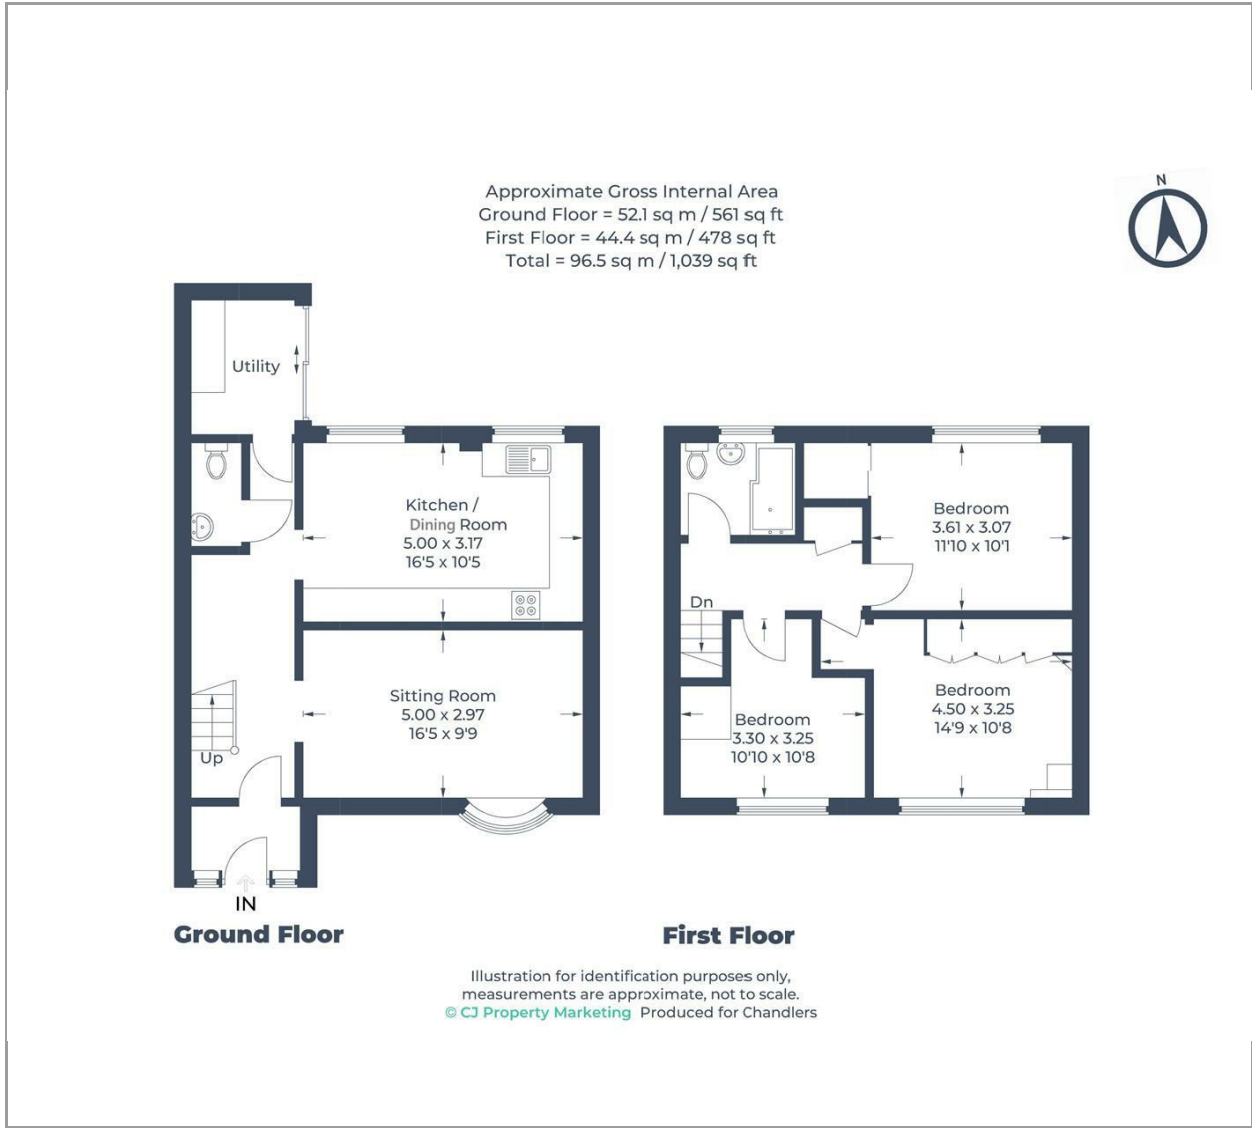 Approximate Gross Internal Area
Ground Floor = 52.1 sq m / 561 sq ft
First Floor = 44.4 sq m / 478 sq ft
Total = 96.5 sq m / 1,039 sq ft
N
Utility
Kitchen /
Dining Room
5.00 x 3.17
16'5 x 10'5
Sitting Room
5.00 x 2.97
16'5 x 9'9
Up
IN
Ground Floor
Bedroom
3.61 x 3.07
11'10 x 10'1
Dn
Bedroom
4.50 x 3.25
14'9 x 10'8
Bedroom
3.30 x 3.25
10'10 x 10'8
First Floor
Illustration for identification purposes only,
measurements are approximate, not to scale.
© CJ Property Marketing Produced for Chandlers